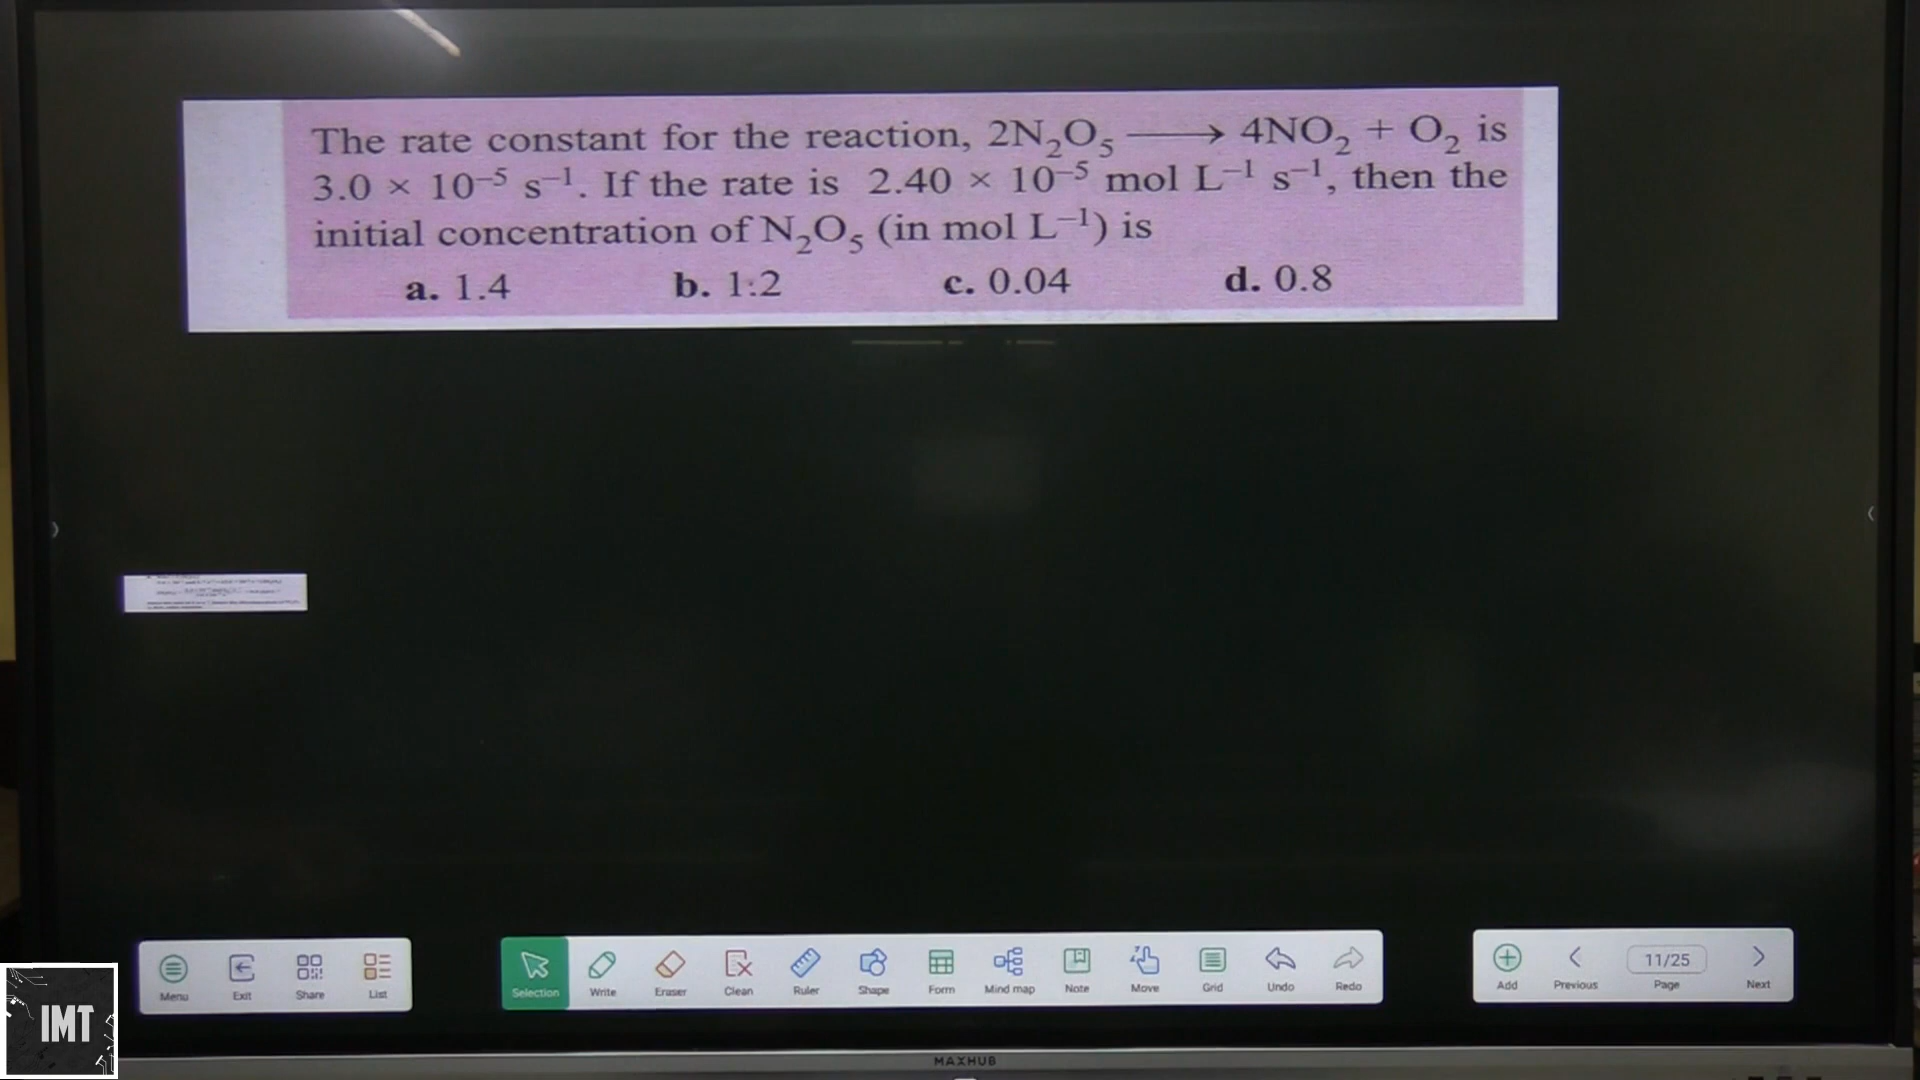 The rate constant for the reaction, 2N₂O₅ ⟶ 4NO₂ + O₂ is
3.0 × 10⁻⁵ s⁻¹. If the rate is 2.40 × 10⁻⁵ mol L⁻¹ s⁻¹, then the
initial concentration of N₂O₅ (in mol L⁻¹) is
a. 1.4 b. 1:2 c. 0.04 d. 0.8
Menu Exit Share List Selection Write Eraser Clean Ruler Shape Form Mind map Note Move Grid Undo Redo Add Previous 11/25 Page Next
IMT
MAXHUB